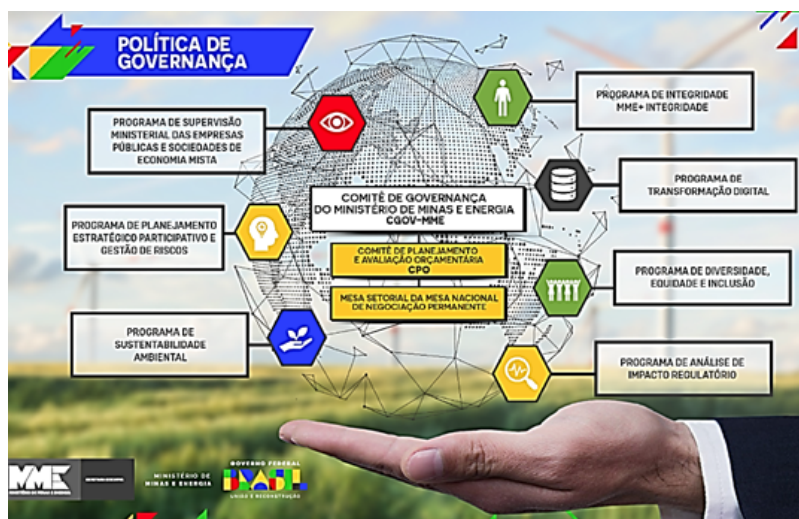 POLÍTICA DE
GOVERNANÇA
PROGRAMA DE SUPERVISÃO
MINISTERIAL DAS EMPRESAS
PÚBLICAS E SOCIEDADES DE
ECONOMIA MISTA
PROGRAMA DE INTEGRIDADE
MME+ INTEGRIDADE
PROGRAMA DE
TRANSFORMAÇÃO DIGITAL
COMITÊ DE GOVERNANÇA
DO MINISTÉRIO DE MINAS E ENERGIA
CGOV-MME
PROGRAMA DE PLANEJAMENTO
ESTRATÉGICO PARTICIPATIVO E
GESTÃO DE RISCOS
COMITÊ DE PLANEJAMENTO
E AVALIAÇÃO ORÇAMENTÁRIA
CPO
PROGRAMA DE DIVERSIDADE,
EQUIDADE E INCLUSÃO
MESA SETORIAL DA MESA NACIONAL
DE NEGOCIAÇÃO PERMANENTE
PROGRAMA DE
SUSTENTABILIDADE
AMBIENTAL
PROGRAMA DE ANÁLISE DE
IMPACTO REGULATÓRIO
MME
MINISTÉRIO DE MINAS E ENERGIA
MINISTÉRIO DE
MINAS E ENERGIA
GOVERNO FEDERAL
BRASIL
UNIÃO E RECONSTRUÇÃO